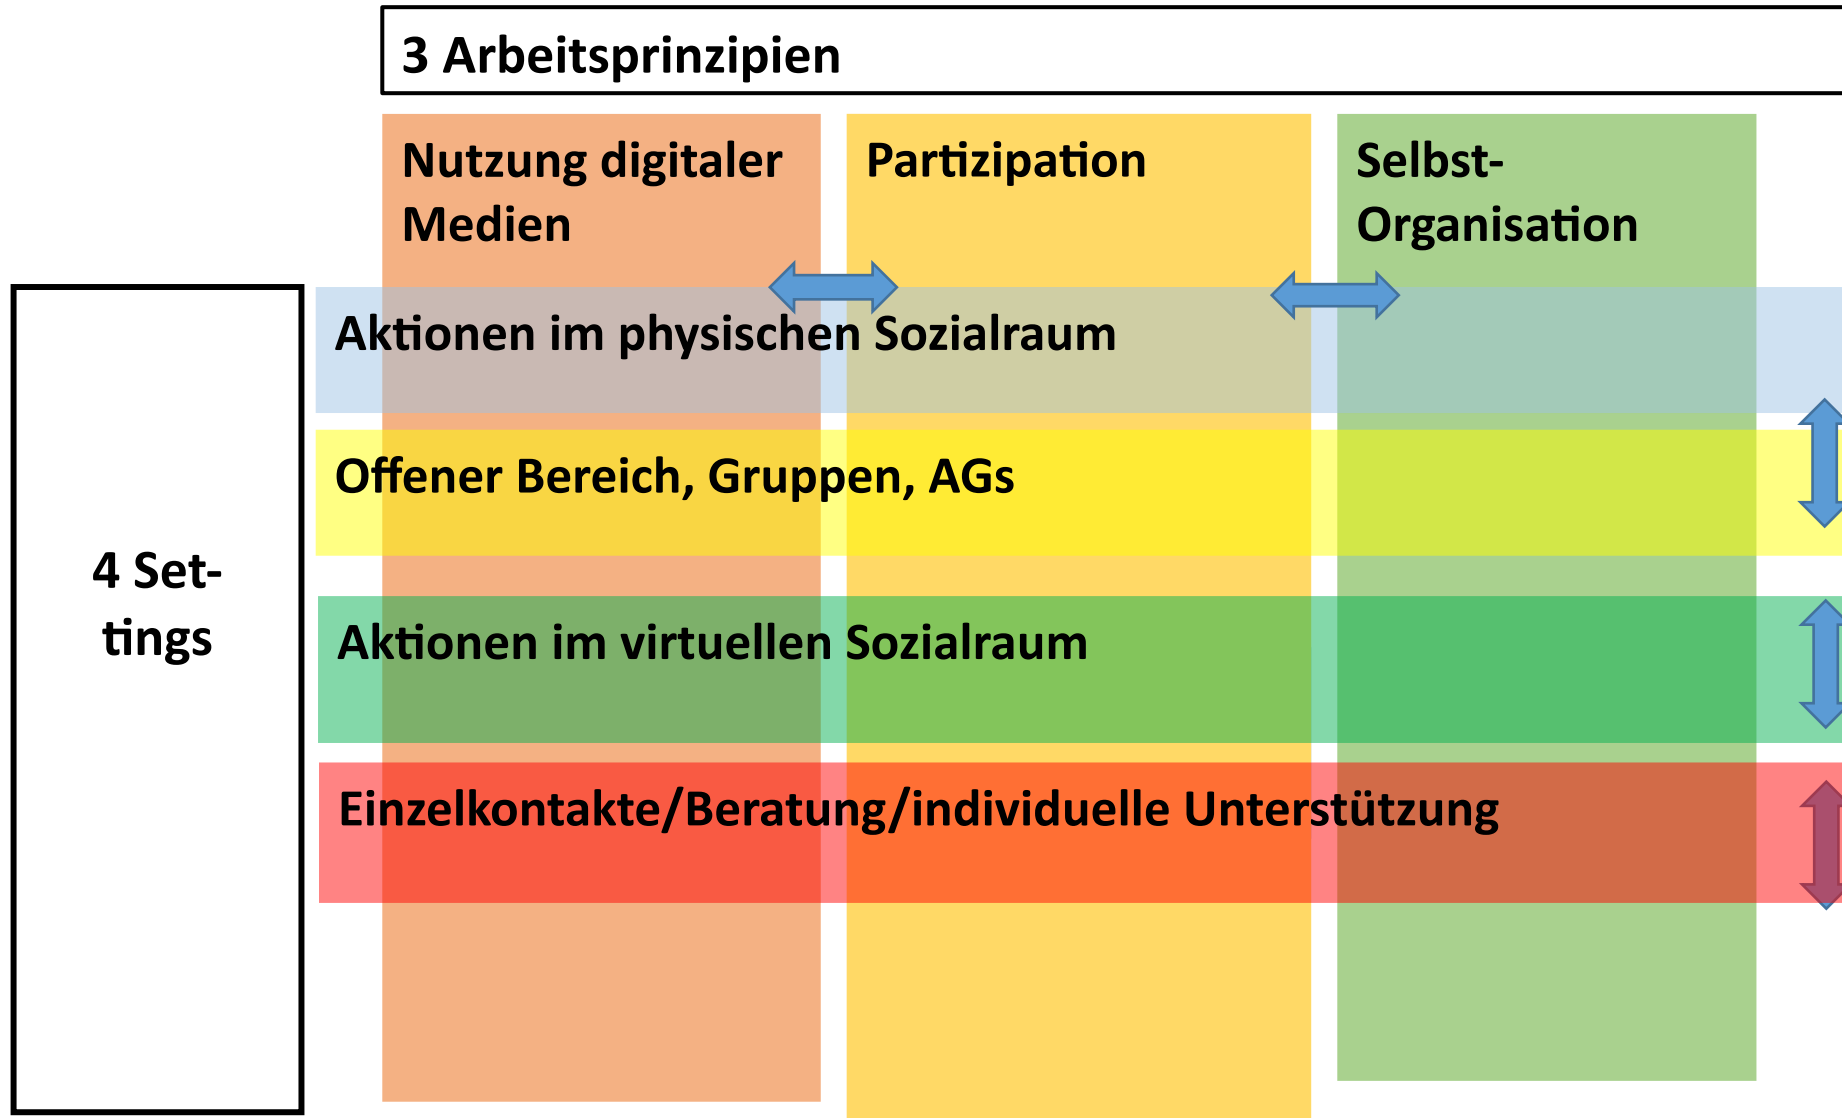 3 Arbeitsprinzipien
Nutzung digitaler
Medien
Partizipation
Selbst-
Organisation
4 Set-
tings
Aktionen im physischen Sozialraum
Offener Bereich, Gruppen, AGs
Aktionen im virtuellen Sozialraum
Einzelkontakte/Beratung/individuelle Unterstützung